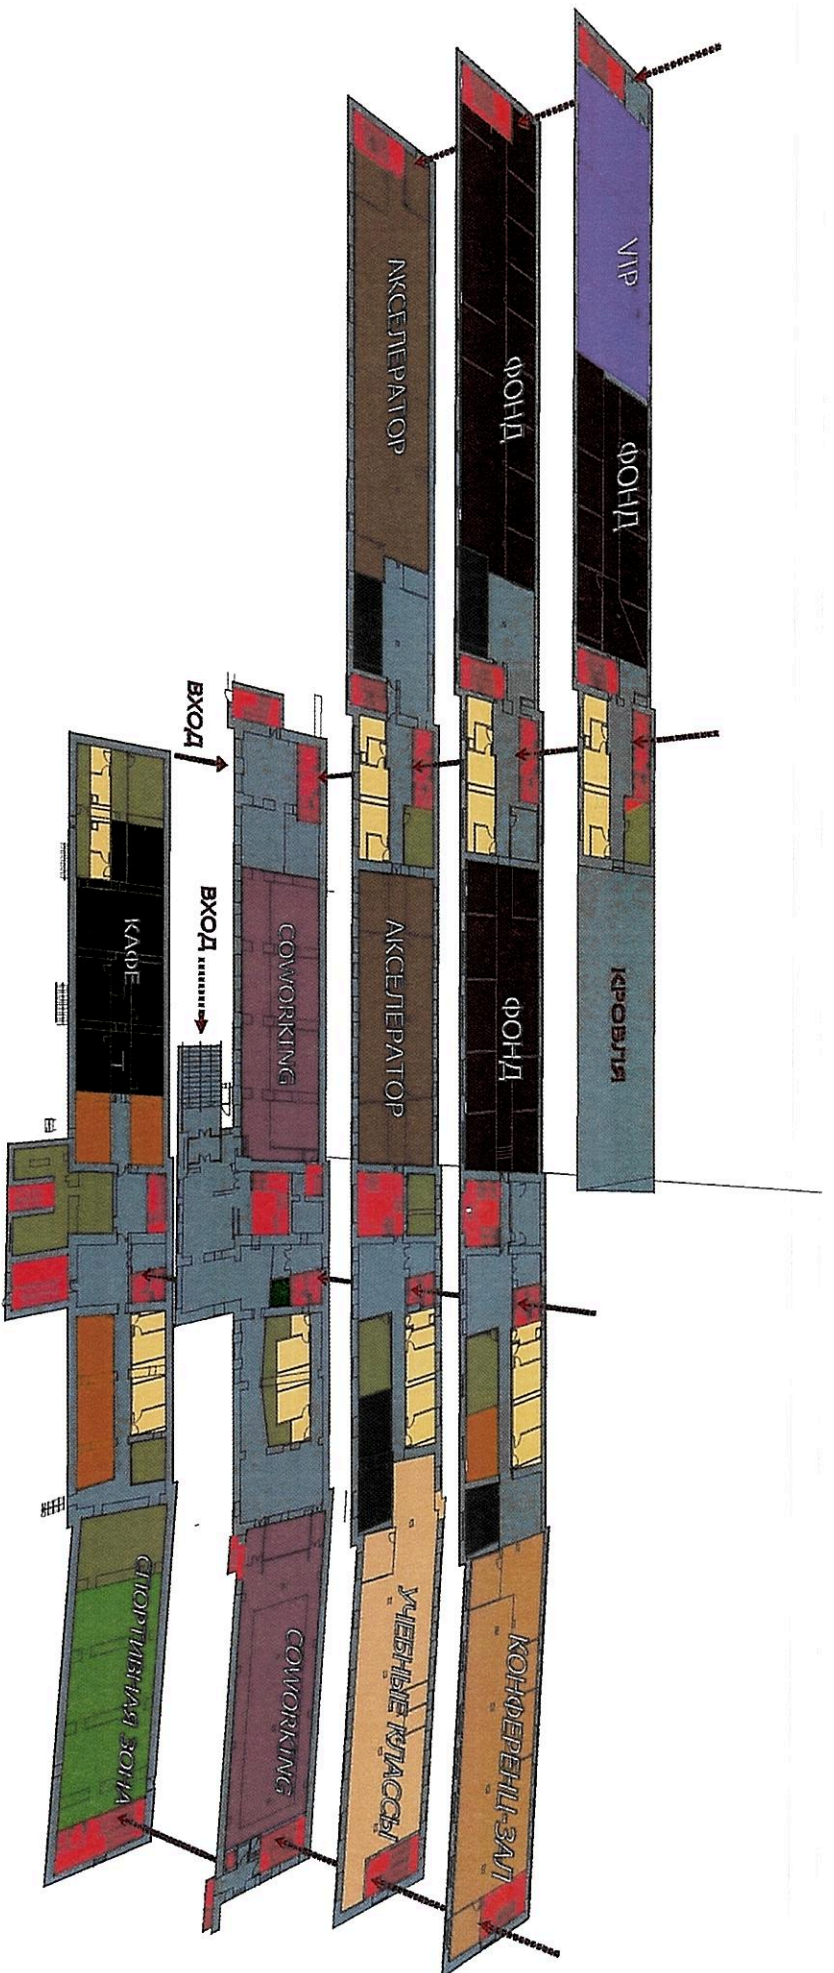 VIP
ФОНД
КРОВЛЯ
ФОНД
ФОНД
КОНФЕРЕНЦ-ЗАЛ
АКСЕЛЕРАТОР
АКСЕЛЕРАТОР
УЧЕБНЫЕ КЛАССЫ
COWORKING
COWORKING
ВХОД
ВХОД
КАФЕ
СПОРТИВНАЯ ЗОНА